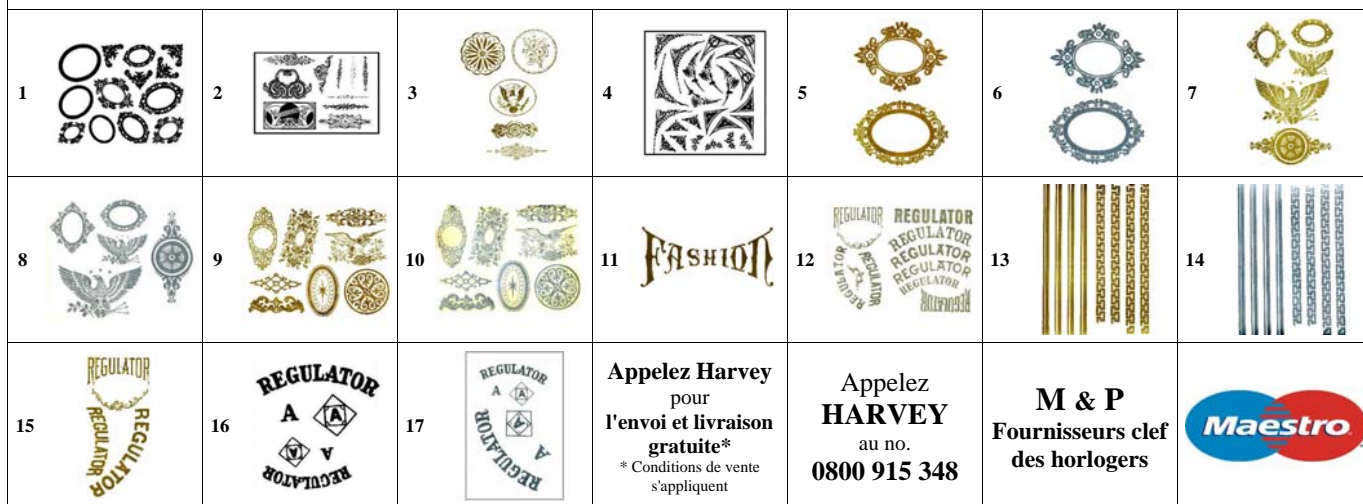 1
2
3
4
5
6
7
8
9
10
11
FASHION
12
REGULATOR
REGULATOR
REGULATOR
REGULATOR
REGULATOR
REGULATOR
REGULATOR
REGULATOR
REGULATOR
13
14
15
REGULATOR
REGULATOR
REGULATOR
16
REGULATOR
A
A
A
A
REGULATOR
17
REGULATOR
A
A
A
A
REGULATOR
Appelez Harvey
pour
l'envoi et livraison
gratuite*
* Conditions de vente
s'appliquent
Appelez
HARVEY
au no.
0800 915 348
M & P
Fournisseurs clef
des horlogers
Maestro